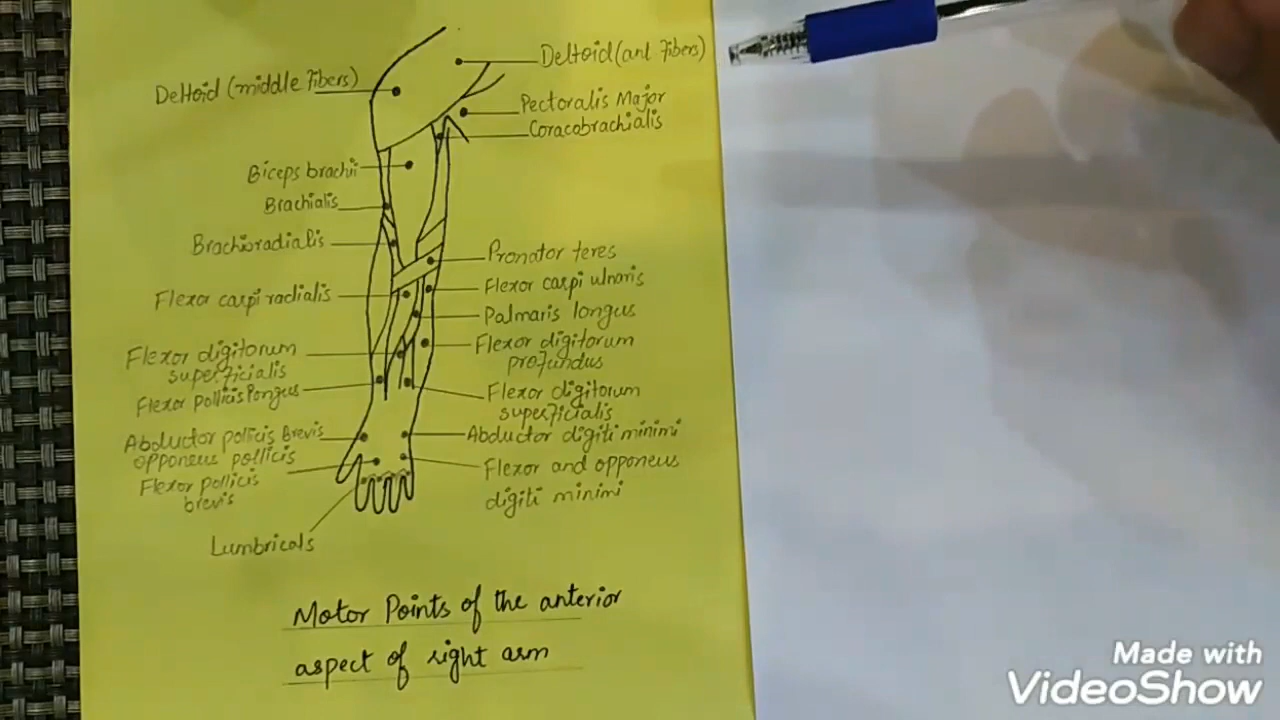 Deltoid (ant fibers)
Deltoid (middle fibers)
Pectoralis Major
Coracobrachialis
Biceps brachii
Brachialis
Brachioradialis
Pronator teres
Flexor carpi ulnaris
Flexor carpi radialis
Palmaris longus
Flexor digitorum
profundus
Flexor digitorum
superficialis
Flexor pollicis longus
Flexor digitorum
superficialis
Abductor pollicis Brevis
opponeus pollicis
Flexor pollicis
brevis
Abductor digiti minimi
Flexor and opponeus
digiti minimi
Lumbricals
Motor Points of the anterior
aspect of right arm
Made with
VideoShow